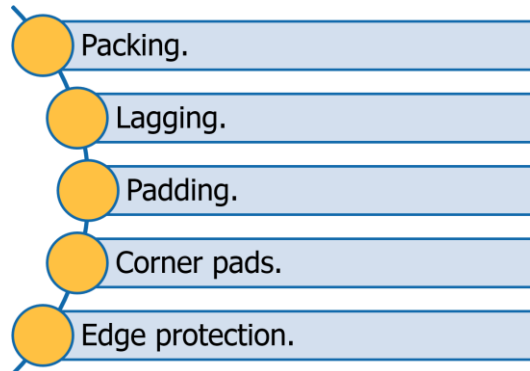 Packing.
Lagging.
Padding.
Corner pads.
Edge protection.